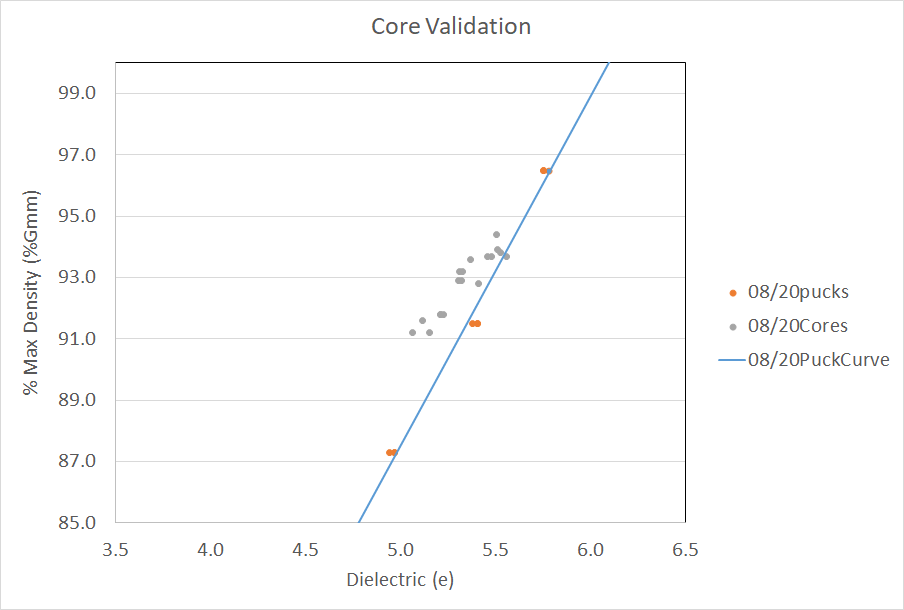 Core Validation
99.0
97.0
95.0
93.0
91.0
89.0
87.0
85.0
% Max Density (%Gmm)
3.5 4.0 4.5 5.0 5.5 6.0 6.5
Dielectric (e)
08/20pucks
08/20Cores
08/20PuckCurve